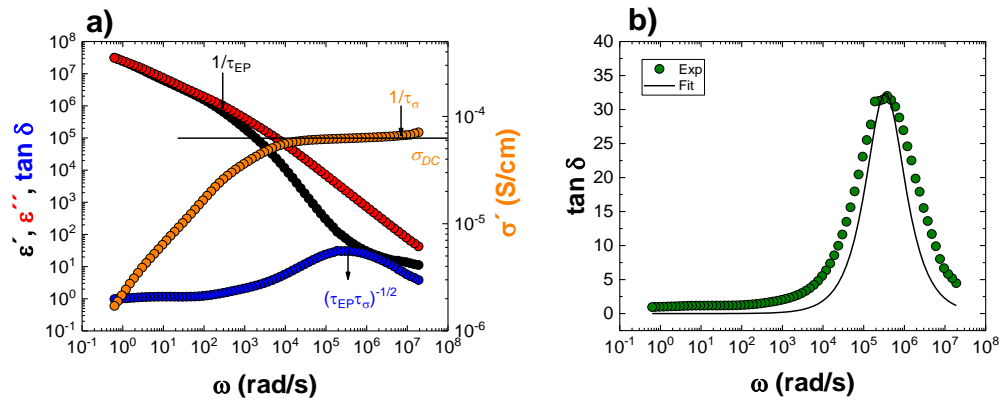 a)
10⁸
10⁷
10⁶
10⁵
10⁴
10³
10²
10¹
10⁰
10⁻¹
ε′, ε′′, tan δ
1/τEP
1/τσ
σDC
(τEPτσ)⁻¹/²
10⁻⁴
10⁻⁵
10⁻⁶
σ′ (S/cm)
10⁻¹ 10⁰ 10¹ 10² 10³ 10⁴ 10⁵ 10⁶ 10⁷ 10⁸
ω (rad/s)
b)
40
35
30
25
20
15
10
5
0
tan δ
Exp
Fit
10⁻¹ 10⁰ 10¹ 10² 10³ 10⁴ 10⁵ 10⁶ 10⁷ 10⁸
ω (rad/s)